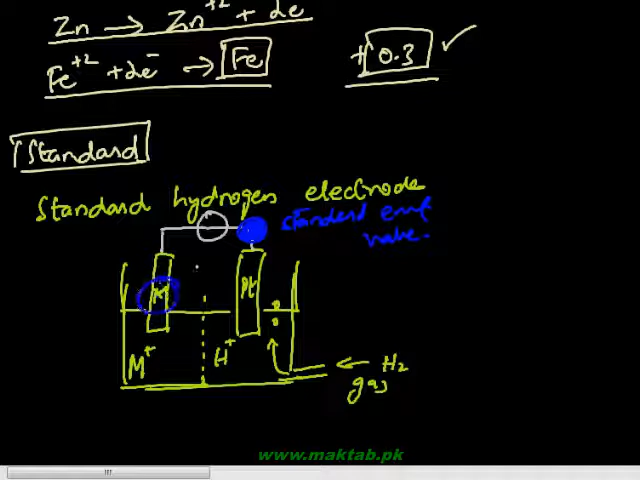 Zn → Zn⁺² + 2e
Fe⁺² + 2e⁻ → Fe + 0.3 ✓
Standard
Standard hydrogen electrode
standard emf
value.
Pt
M⁺ H⁺
← H₂
gas
www.maktab.pk